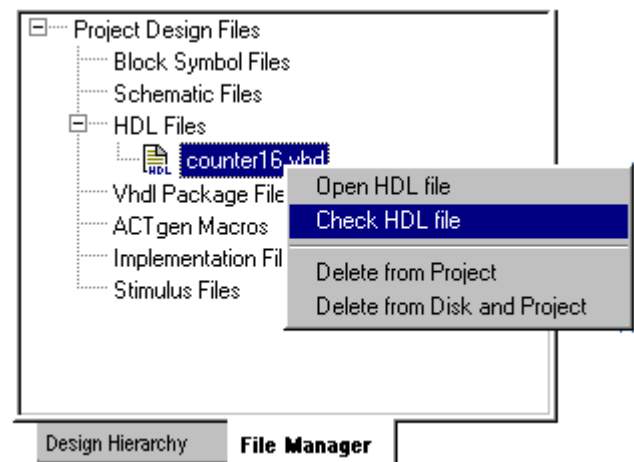 Project Design Files
Block Symbol Files
Schematic Files
HDL Files
HDL counter16.vhd
Vhdl Package File
ACTgen Macros
Implementation Fil
Stimulus Files
Open HDL file
Check HDL file
Delete from Project
Delete from Disk and Project
Design Hierarchy
File Manager